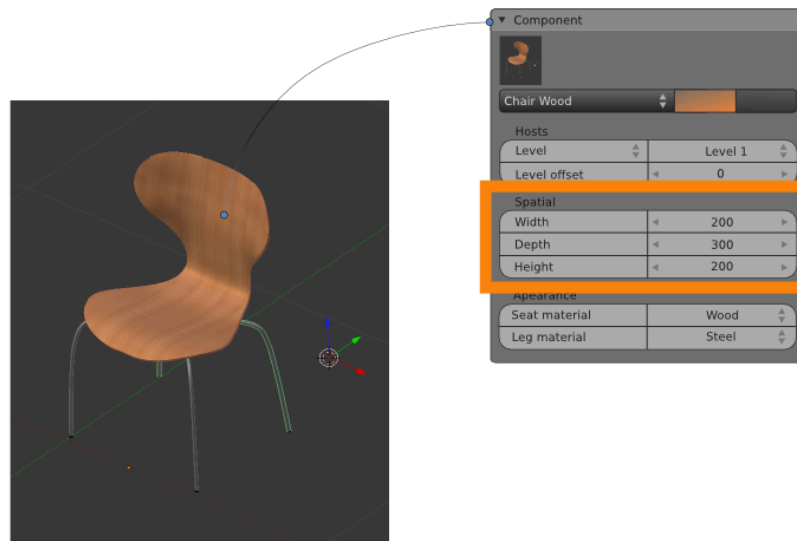 Component
Chair Wood
Hosts
Level Level 1
Level offset 0
Spatial
Width 200
Depth 300
Height 200
Apearance
Seat material Wood
Leg material Steel